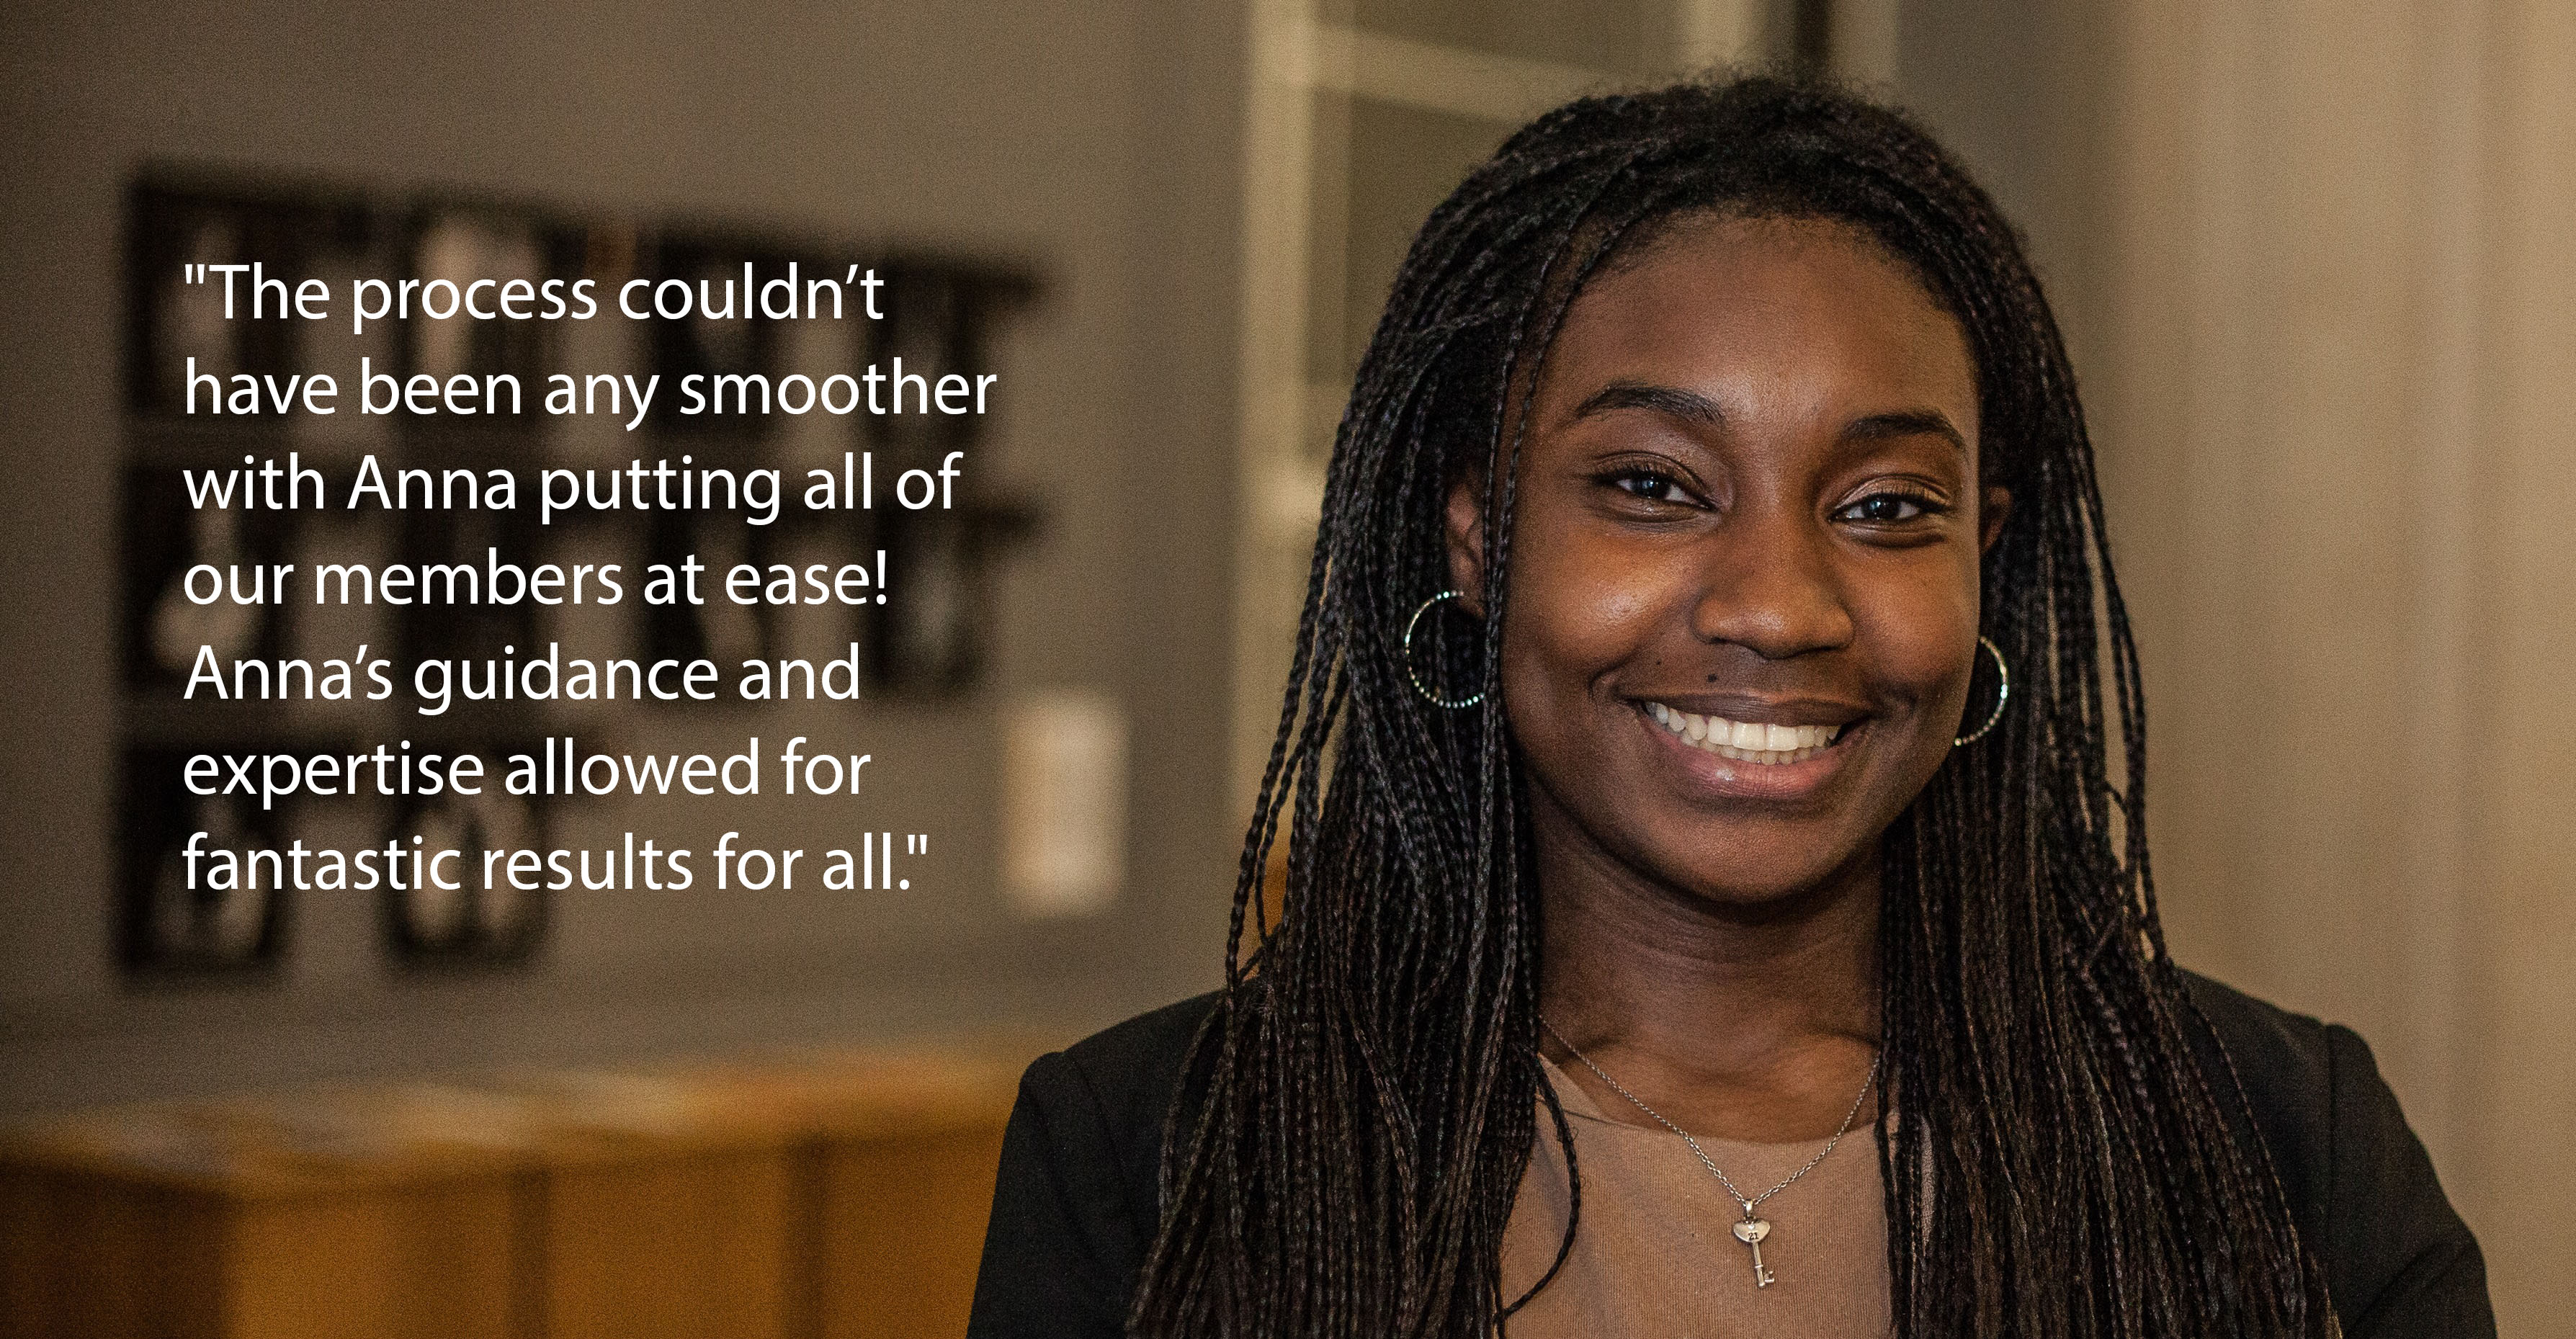 "The process couldn’t
have been any smoother
with Anna putting all of
our members at ease!
Anna’s guidance and
expertise allowed for
fantastic results for all."
21